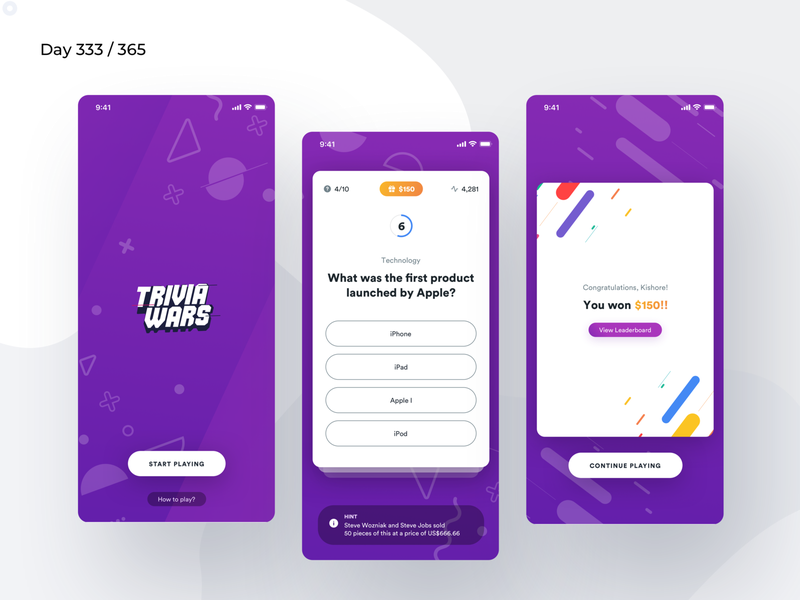 Day 333 / 365
9:41
TRIVIA
WARS
START PLAYING
How to play?
9:41
4/10
$150
4,281
6
Technology
What was the first product
launched by Apple?
iPhone
iPad
Apple I
iPod
HINT
Steve Wozniak and Steve Jobs sold
50 pieces of this at a price of US$666.66
9:41
Congratulations, Kishore!
You won $150!!
View Leaderboard
CONTINUE PLAYING